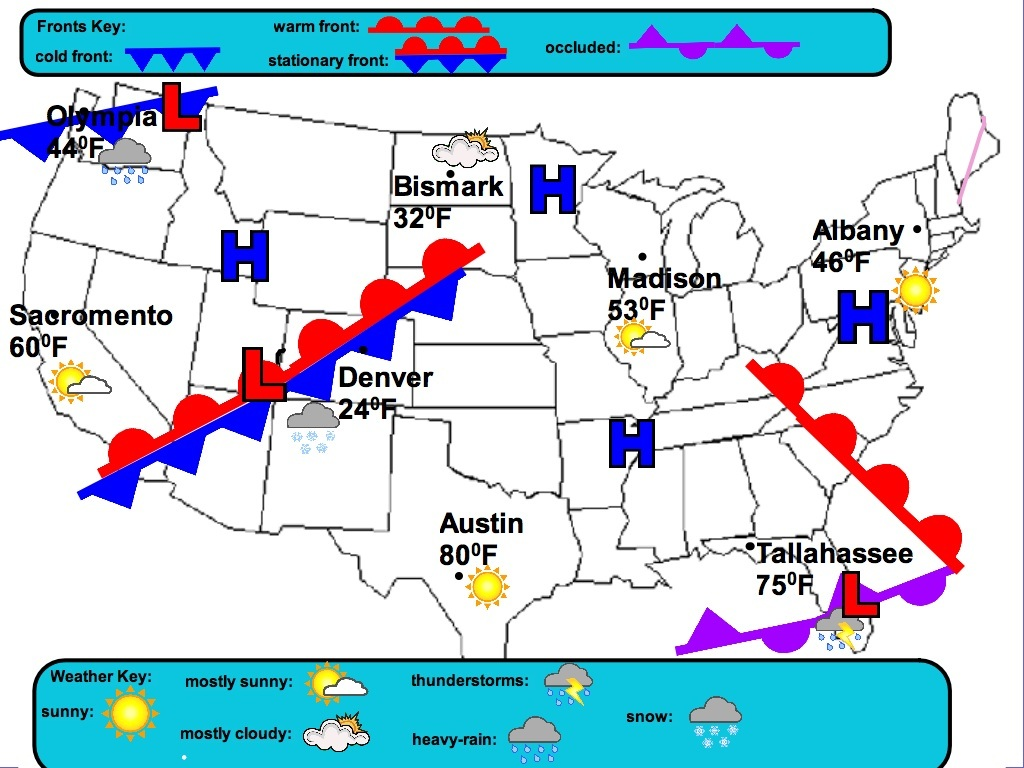 Fronts Key:
warm front:
cold front:
stationary front:
occluded:
Olympia
44⁰F
L
Bismark
32⁰F
H
H
Albany
46⁰F
Madison
53⁰F
H
Sacromento
60⁰F
L
Denver
24⁰F
H
Austin
80⁰F
Tallahassee
75⁰F
L
Weather Key:
sunny:
mostly sunny:
mostly cloudy:
thunderstorms:
heavy-rain:
snow: